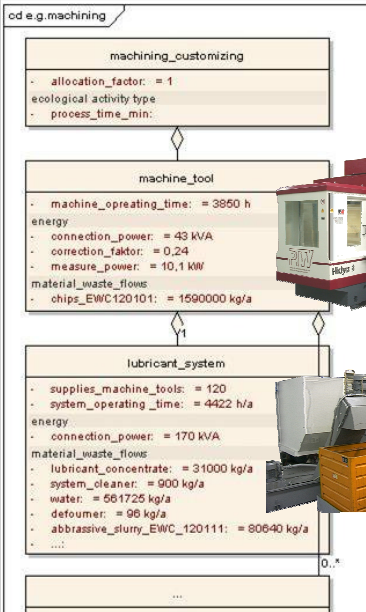 cd e.g.machining
machining_customizing
- allocation_factor: = 1
ecological activity type
- process_time_min:
machine_tool
- machine_opreating_time: = 3850 h
energy
- connection_power: = 43 kVA
- correction_faktor: = 0,24
- measure_power: = 10,1 kW
material_waste_flows
- chips_EWC120101: = 1590000 kg/a
1
lubricant_system
- supplies_machine_tools: = 120
- system_operating _time: = 4422 h/a
energy
- connection_power: = 170 kVA
material_waste_flows
- lubricant_concentrate: = 31000 kg/a
- system_cleaner: = 900 kg/a
- water: = 561725 kg/a
- defoumer: = 96 kg/a
- abbrassive_slurry_EWC_120111: = 80640 kg/a
- ...:
0..*
...